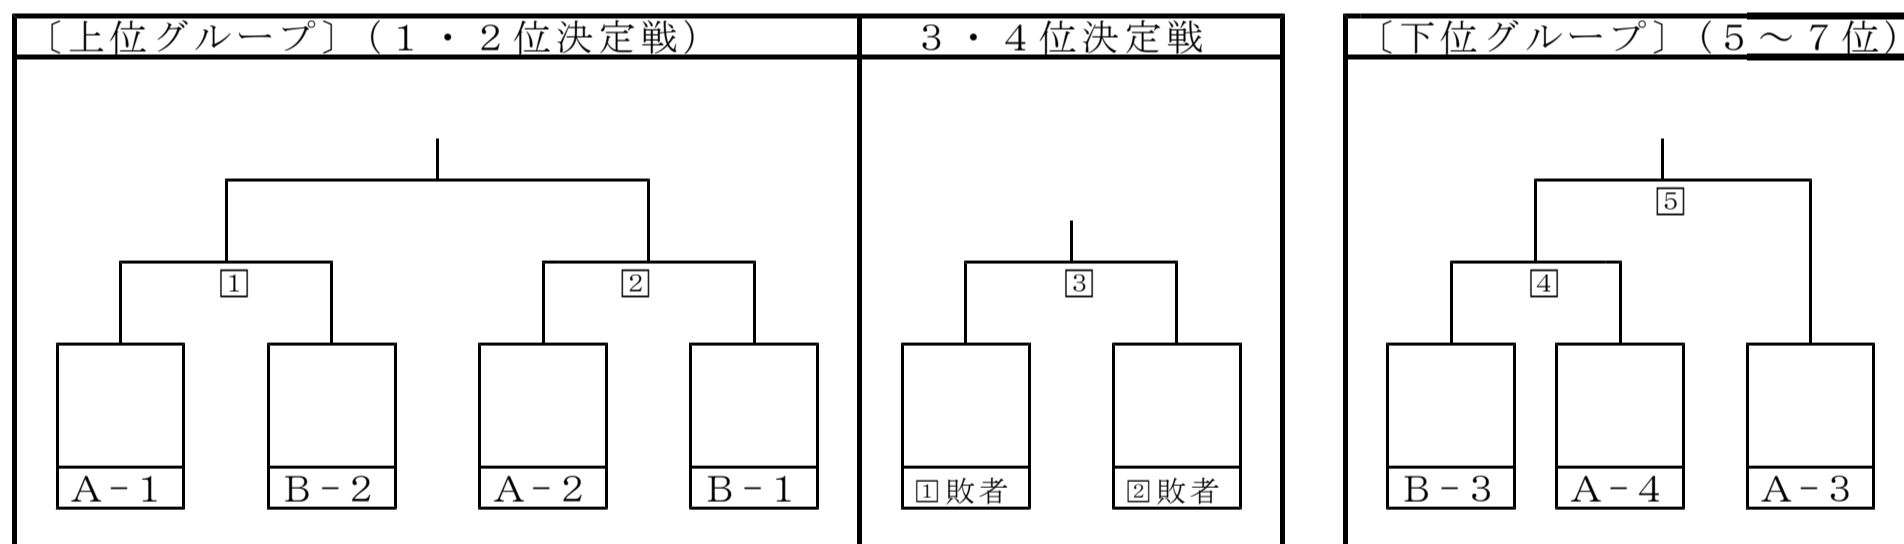 〔上位グループ〕（１・２位決定戦）
３・４位決定戦
〔下位グループ〕（５～７位）
5
1
2
3
4
Ａ－１
Ｂ－２
Ａ－２
Ｂ－１
1敗者
2敗者
Ｂ－３
Ａ－４
Ａ－３